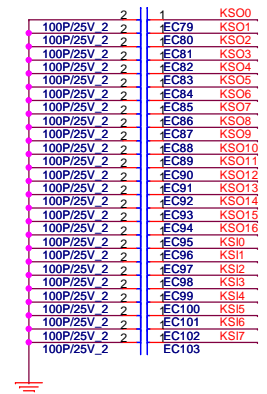 2 1 KSO0
100P/25V_2 2 1 EC79 KSO1
100P/25V_2 2 1 EC80 KSO2
100P/25V_2 2 1 EC81 KSO3
100P/25V_2 2 1 EC82 KSO4
100P/25V_2 2 1 EC83 KSO5
100P/25V_2 2 1 EC84 KSO6
100P/25V_2 2 1 EC85 KSO7
100P/25V_2 2 1 EC86 KSO8
100P/25V_2 2 1 EC87 KSO9
100P/25V_2 2 1 EC88 KSO10
100P/25V_2 2 1 EC89 KSO11
100P/25V_2 2 1 EC90 KSO12
100P/25V_2 2 1 EC91 KSO13
100P/25V_2 2 1 EC92 KSO14
100P/25V_2 2 1 EC93 KSO15
100P/25V_2 2 1 EC94 KSO16
100P/25V_2 2 1 EC95 KSI0
100P/25V_2 2 1 EC96 KSI1
100P/25V_2 2 1 EC97 KSI2
100P/25V_2 2 1 EC98 KSI3
100P/25V_2 2 1 EC99 KSI4
100P/25V_2 2 1 EC100 KSI5
100P/25V_2 2 1 EC101 KSI6
100P/25V_2 2 1 EC102 KSI7
100P/25V_2 EC103